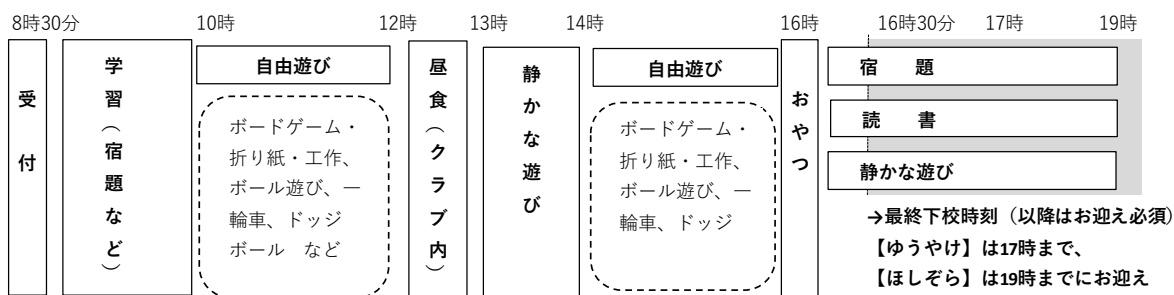 8時30分 10時 12時 13時 14時 16時 16時30分 17時 19時
受付
学習(宿題など)
自由遊び
ボードゲーム・
折り紙・工作、
ボール遊び、一
輪車、ドッジ
ボール など
昼食(クラブ内)
静かな遊び
自由遊び
ボードゲーム・
折り紙・工作、
ボール遊び、一
輪車、ドッジ
おやつ
宿 題
読 書
静かな遊び
→最終下校時刻(以降はお迎え必須)
【ゆうやけ】は17時まで、
【ほしぞら】は19時までにお迎え